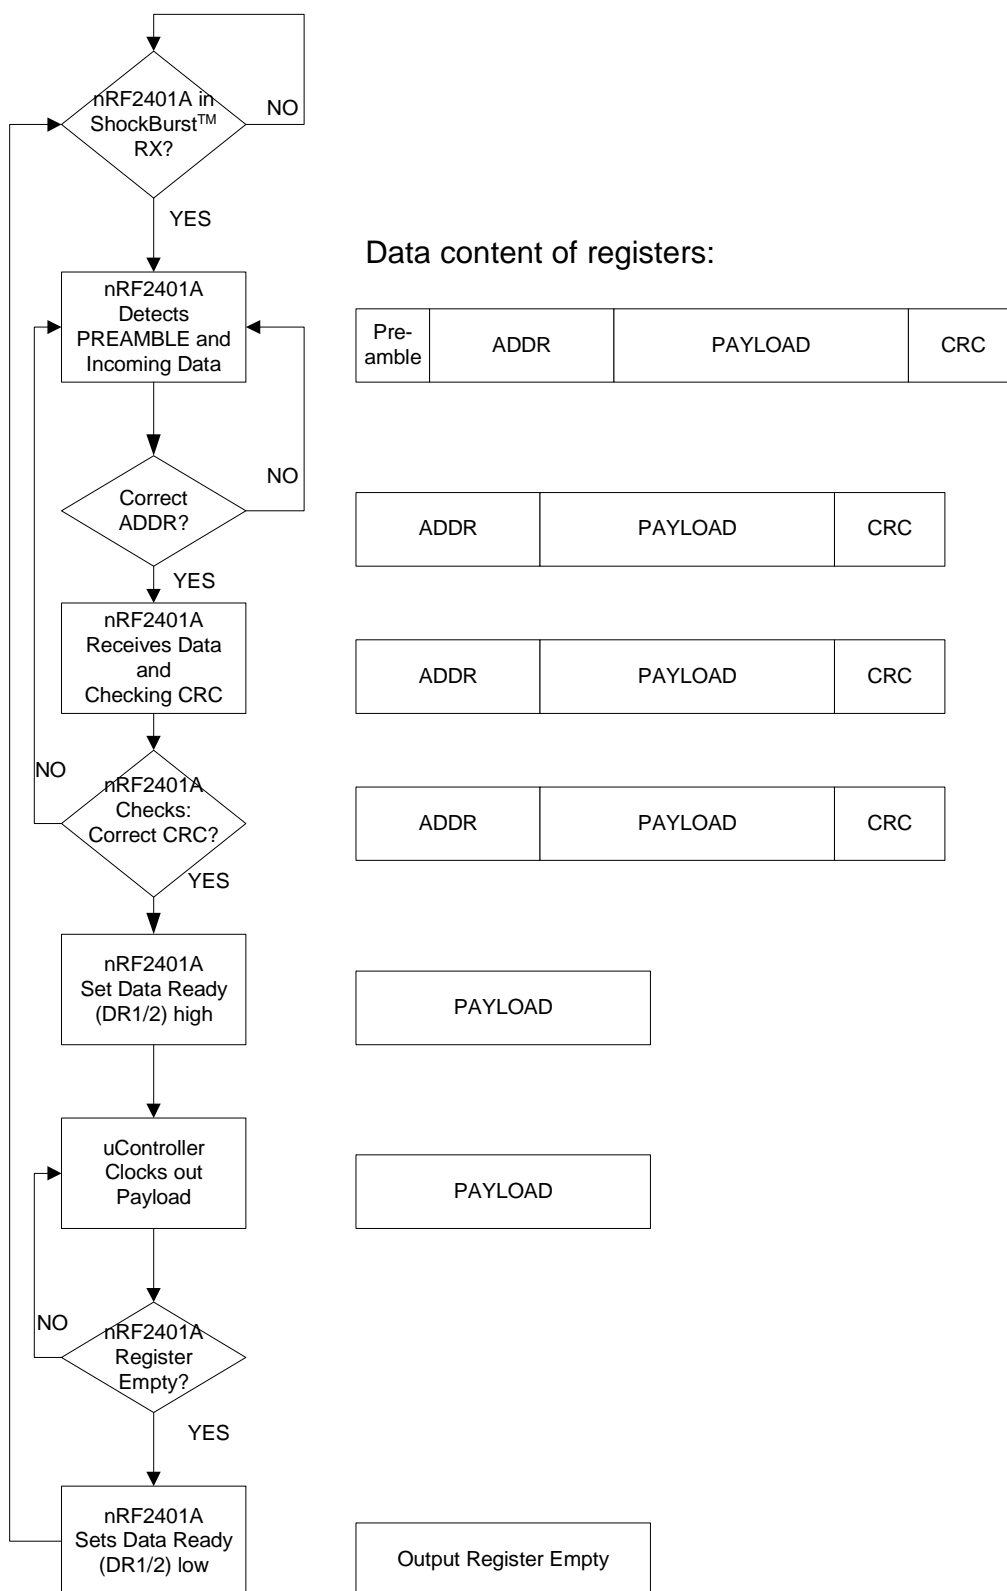 nRF2401A in
ShockBurst™
RX?
NO
YES
Data content of registers:
nRF2401A
Detects
PREAMBLE and
Incoming Data
Pre-
amble
ADDR
PAYLOAD
CRC
NO
Correct
ADDR?
ADDR
PAYLOAD
CRC
YES
nRF2401A
Receives Data
and
Checking CRC
ADDR
PAYLOAD
CRC
NO
nRF2401A
Checks:
Correct CRC?
ADDR
PAYLOAD
CRC
YES
nRF2401A
Set Data Ready
(DR1/2) high
PAYLOAD
uController
Clocks out
Payload
PAYLOAD
NO
nRF2401A
Register
Empty?
YES
nRF2401A
Sets Data Ready
(DR1/2) low
Output Register Empty